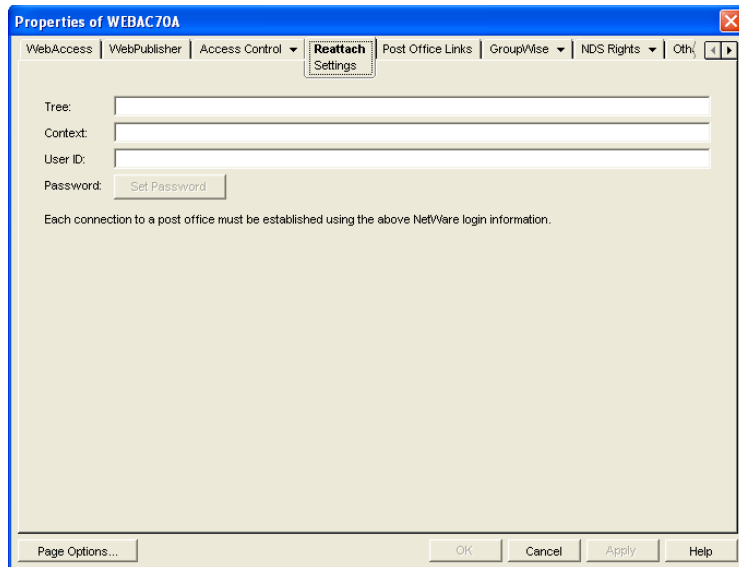 Properties of WEBAC70A
WebAccess WebPublisher Access Control Reattach Post Office Links GroupWise NDS Rights Oth
Settings
Tree:
Context:
User ID:
Password: Set Password
Each connection to a post office must be established using the above NetWare login information.
Page Options... OK Cancel Apply Help